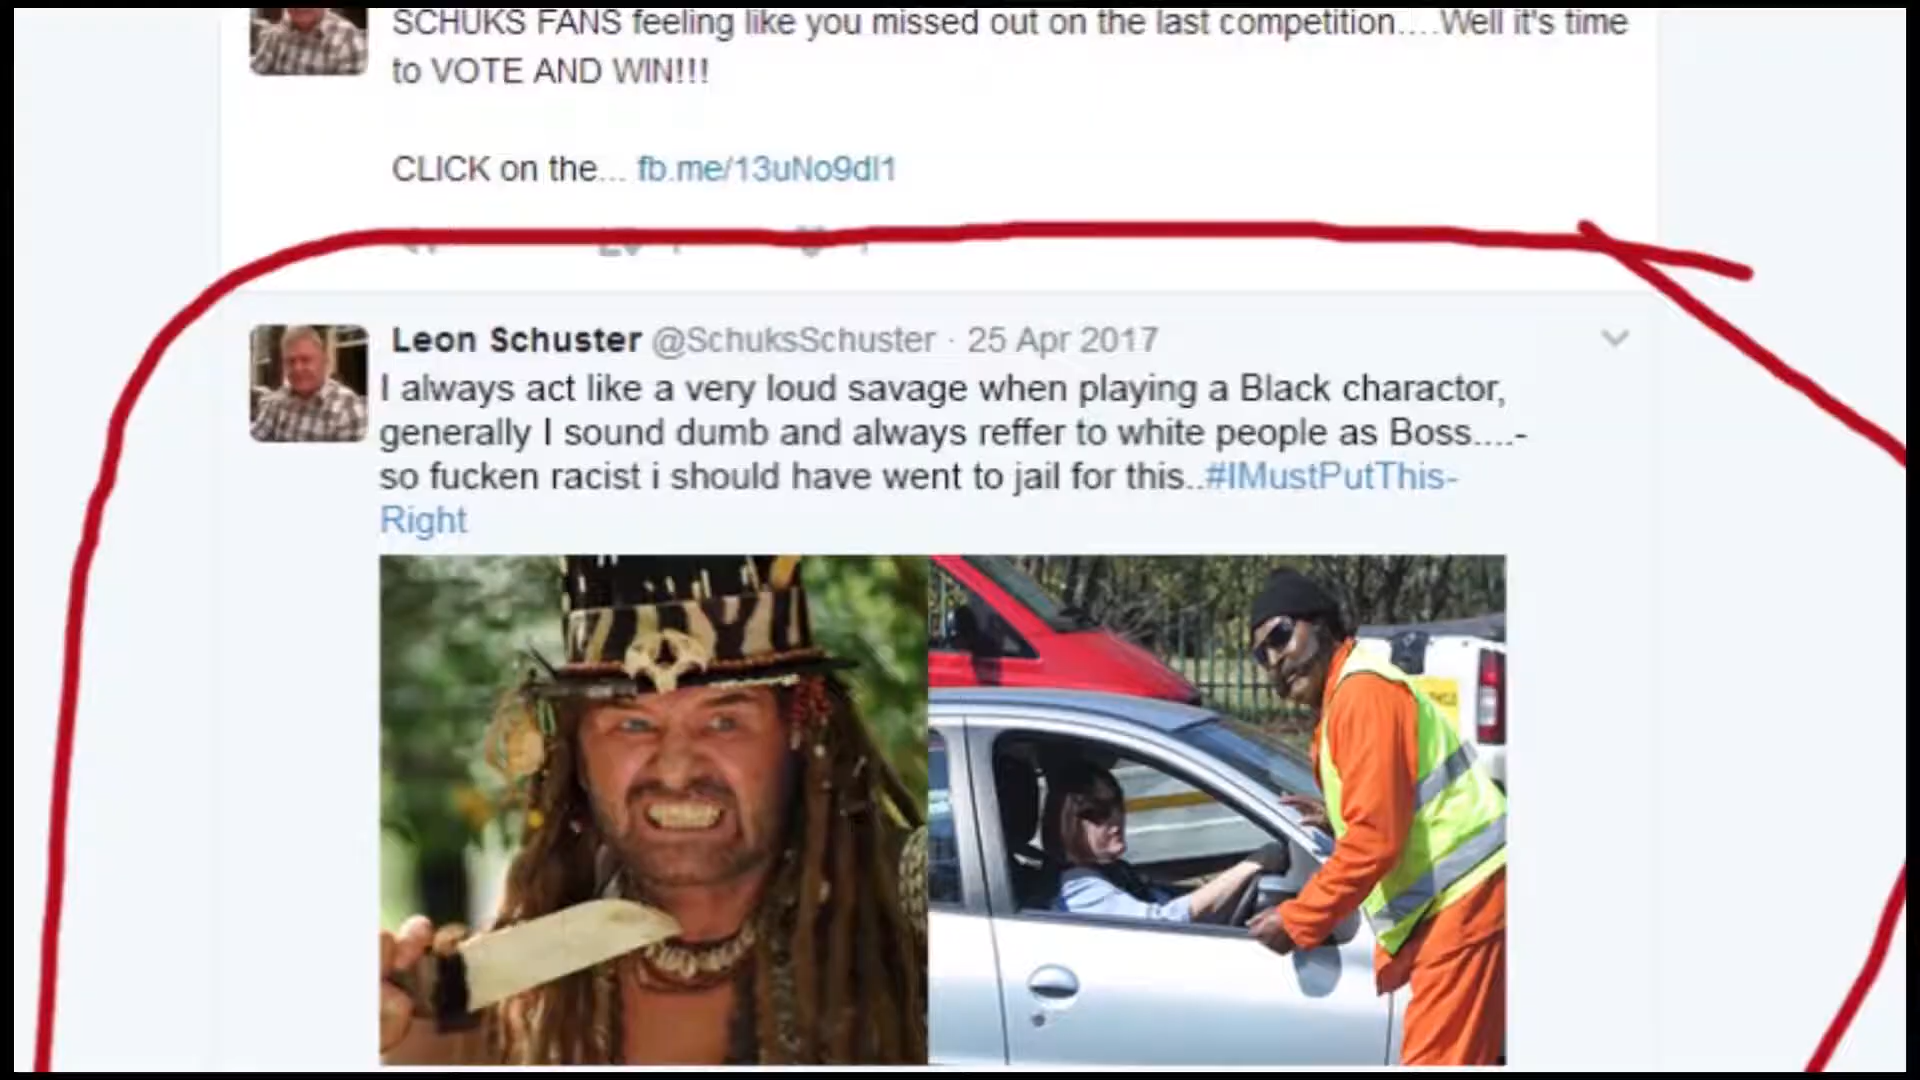 SCHUKS FANS feeling like you missed out on the last competition....Well it's time
to VOTE AND WIN!!!
CLICK on the... fb.me/13uNo9dI1
Leon Schuster @SchuksSchuster · 25 Apr 2017
I always act like a very loud savage when playing a Black charactor,
generally I sound dumb and always reffer to white people as Boss....-
so fucken racist i should have went to jail for this..#IMustPutThis-
Right